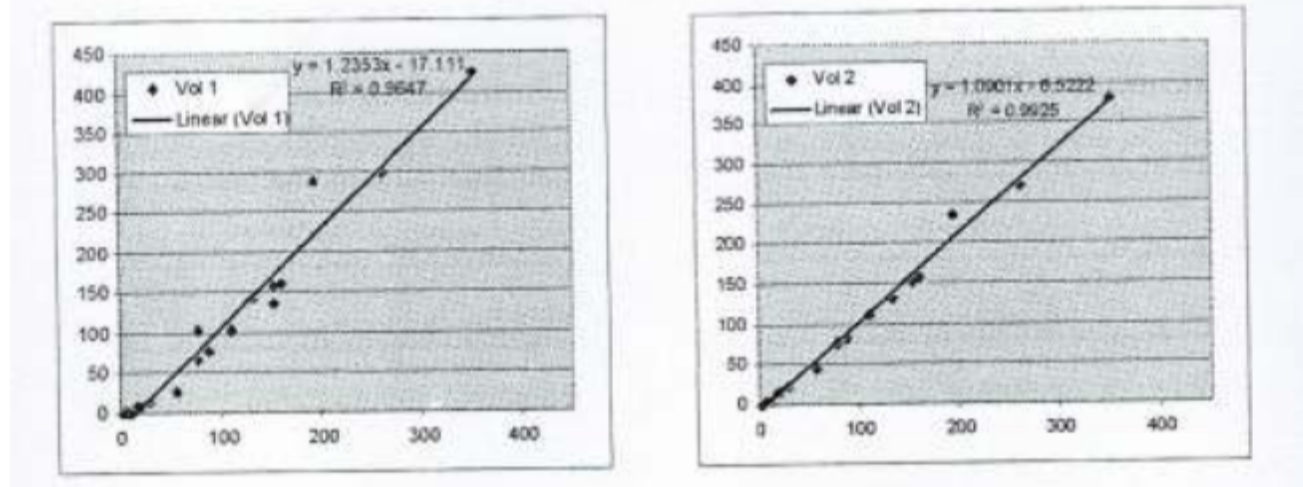 450
400
350
300
250
200
150
100
50
0
0 100 200 300 400
Vol 1
Linear (Vol 1)
y = 1.2353x - 17.111
R² = 0.9647
450
400
350
300
250
200
150
100
50
0
0 100 200 300 400
Vol 2
Linear (Vol 2)
y = 1.0901x - 6.5222
R² = 0.9925